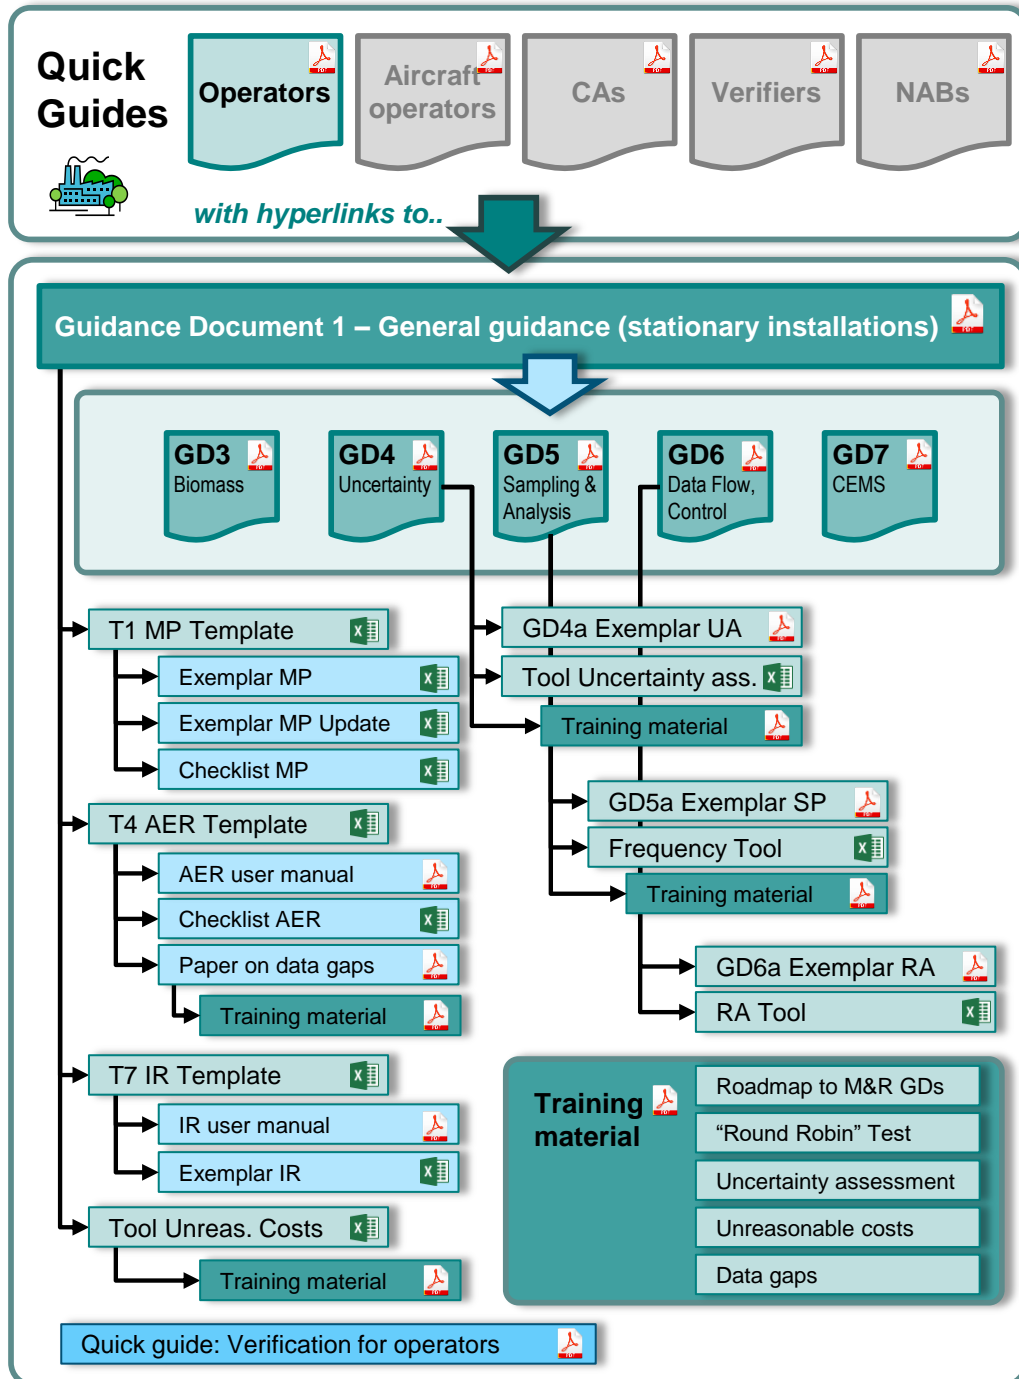 Quick
Guides
Operators
Aircraft
operators
CAs
Verifiers
NABs
with hyperlinks to..
Guidance Document 1 – General guidance (stationary installations)
GD3
Biomass
GD4
Uncertainty
GD5
Sampling &
Analysis
GD6
Data Flow,
Control
GD7
CEMS
T1 MP Template
Exemplar MP
Exemplar MP Update
Checklist MP
T4 AER Template
AER user manual
Checklist AER
Paper on data gaps
Training material
T7 IR Template
IR user manual
Exemplar IR
Tool Unreas. Costs
Training material
GD4a Exemplar UA
Tool Uncertainty ass.
Training material
GD5a Exemplar SP
Frequency Tool
Training material
GD6a Exemplar RA
RA Tool
Training
material
Roadmap to M&R GDs
“Round Robin” Test
Uncertainty assessment
Unreasonable costs
Data gaps
Quick guide: Verification for operators